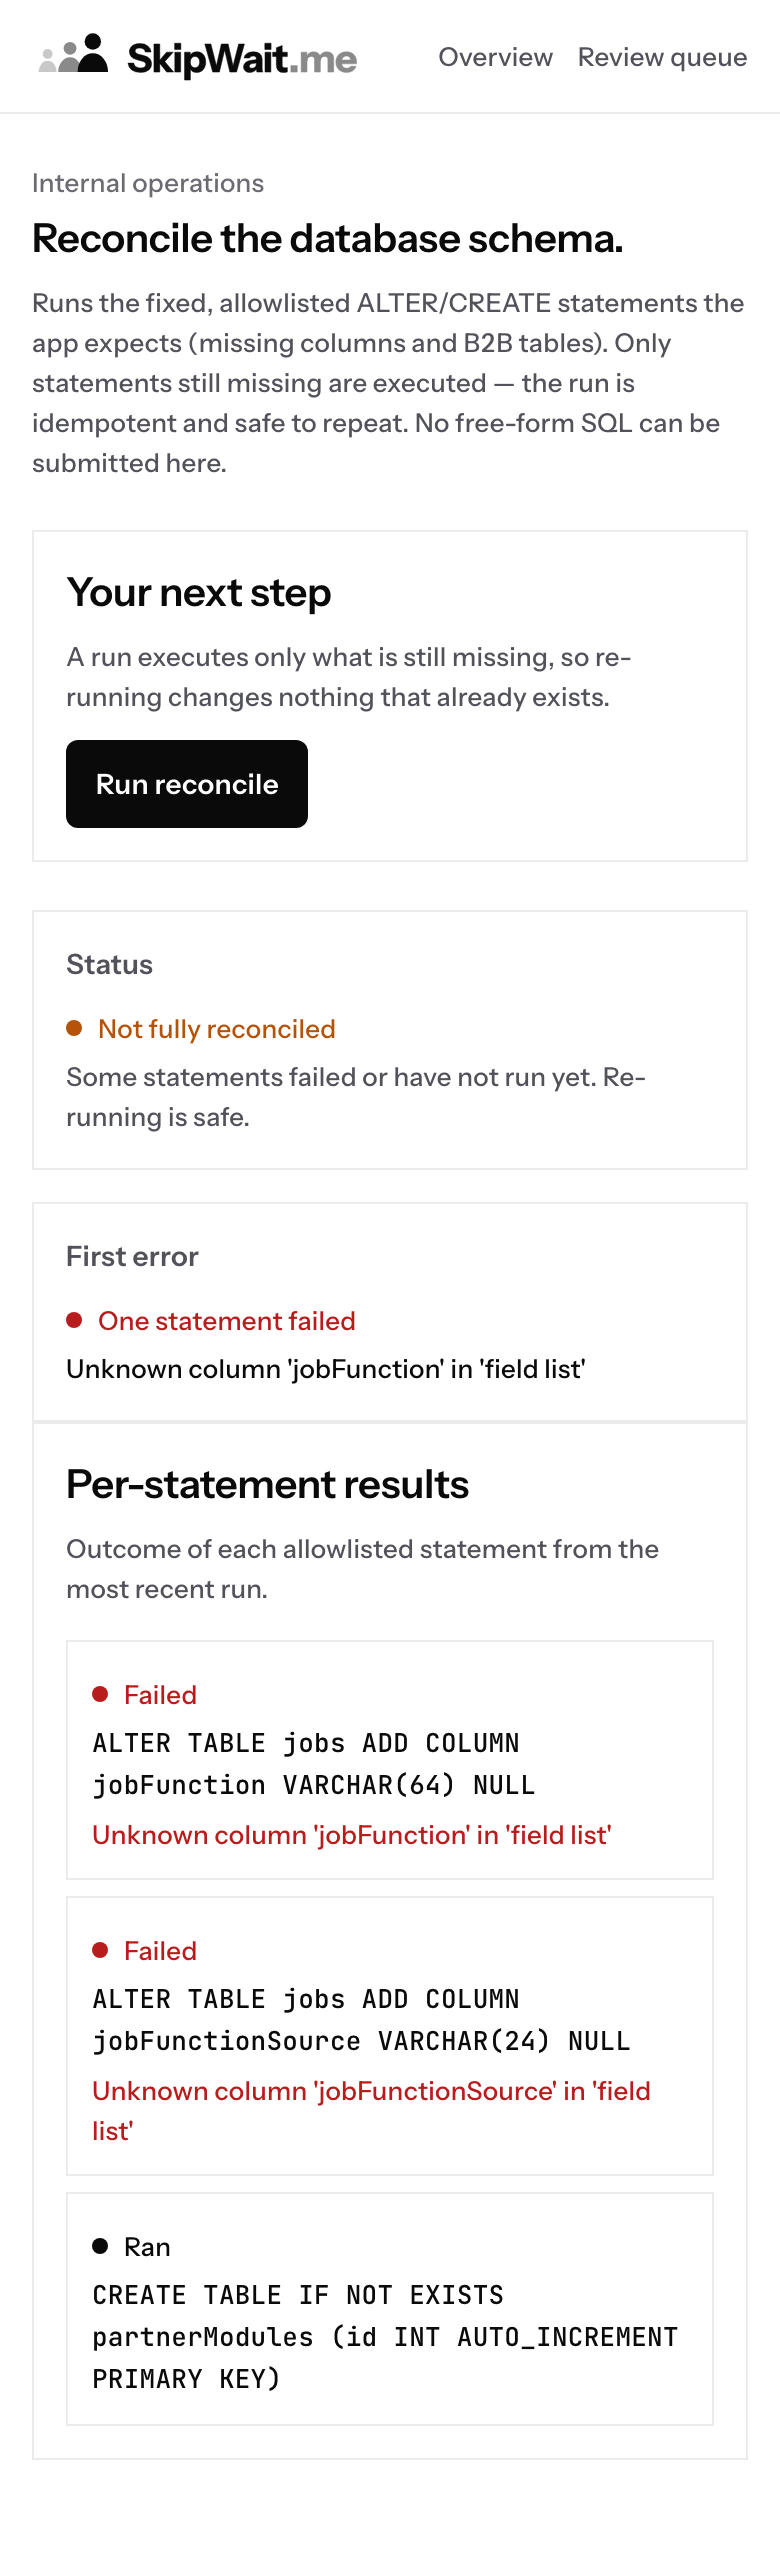 SkipWait.me
Overview Review queue
Internal operations
Reconcile the database schema.
Runs the fixed, allowlisted ALTER/CREATE statements the
app expects (missing columns and B2B tables). Only
statements still missing are executed — the run is
idempotent and safe to repeat. No free-form SQL can be
submitted here.
Your next step
A run executes only what is still missing, so re-
running changes nothing that already exists.
Run reconcile
Status
Not fully reconciled
Some statements failed or have not run yet. Re-
running is safe.
First error
One statement failed
Unknown column 'jobFunction' in 'field list'
Per-statement results
Outcome of each allowlisted statement from the
most recent run.
Failed
ALTER TABLE jobs ADD COLUMN
jobFunction VARCHAR(64) NULL
Unknown column 'jobFunction' in 'field list'
Failed
ALTER TABLE jobs ADD COLUMN
jobFunctionSource VARCHAR(24) NULL
Unknown column 'jobFunctionSource' in 'field
list'
Ran
CREATE TABLE IF NOT EXISTS
partnerModules (id INT AUTO_INCREMENT
PRIMARY KEY)